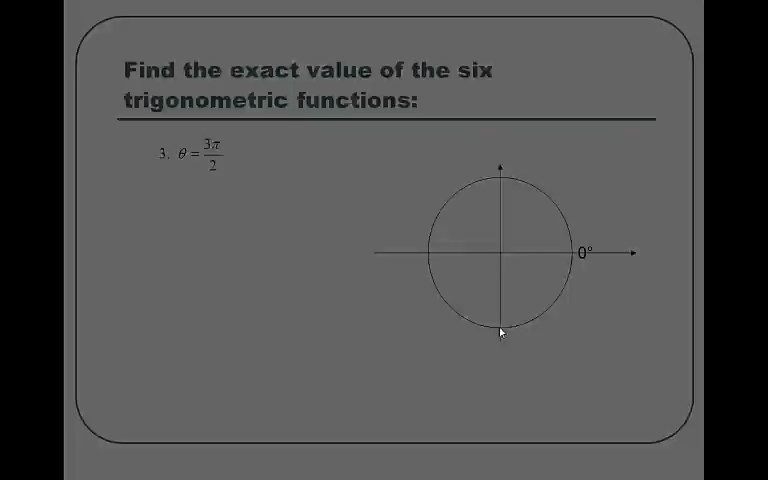 Find the exact value of the six
trigonometric functions:
3. θ = 3π/2
0°